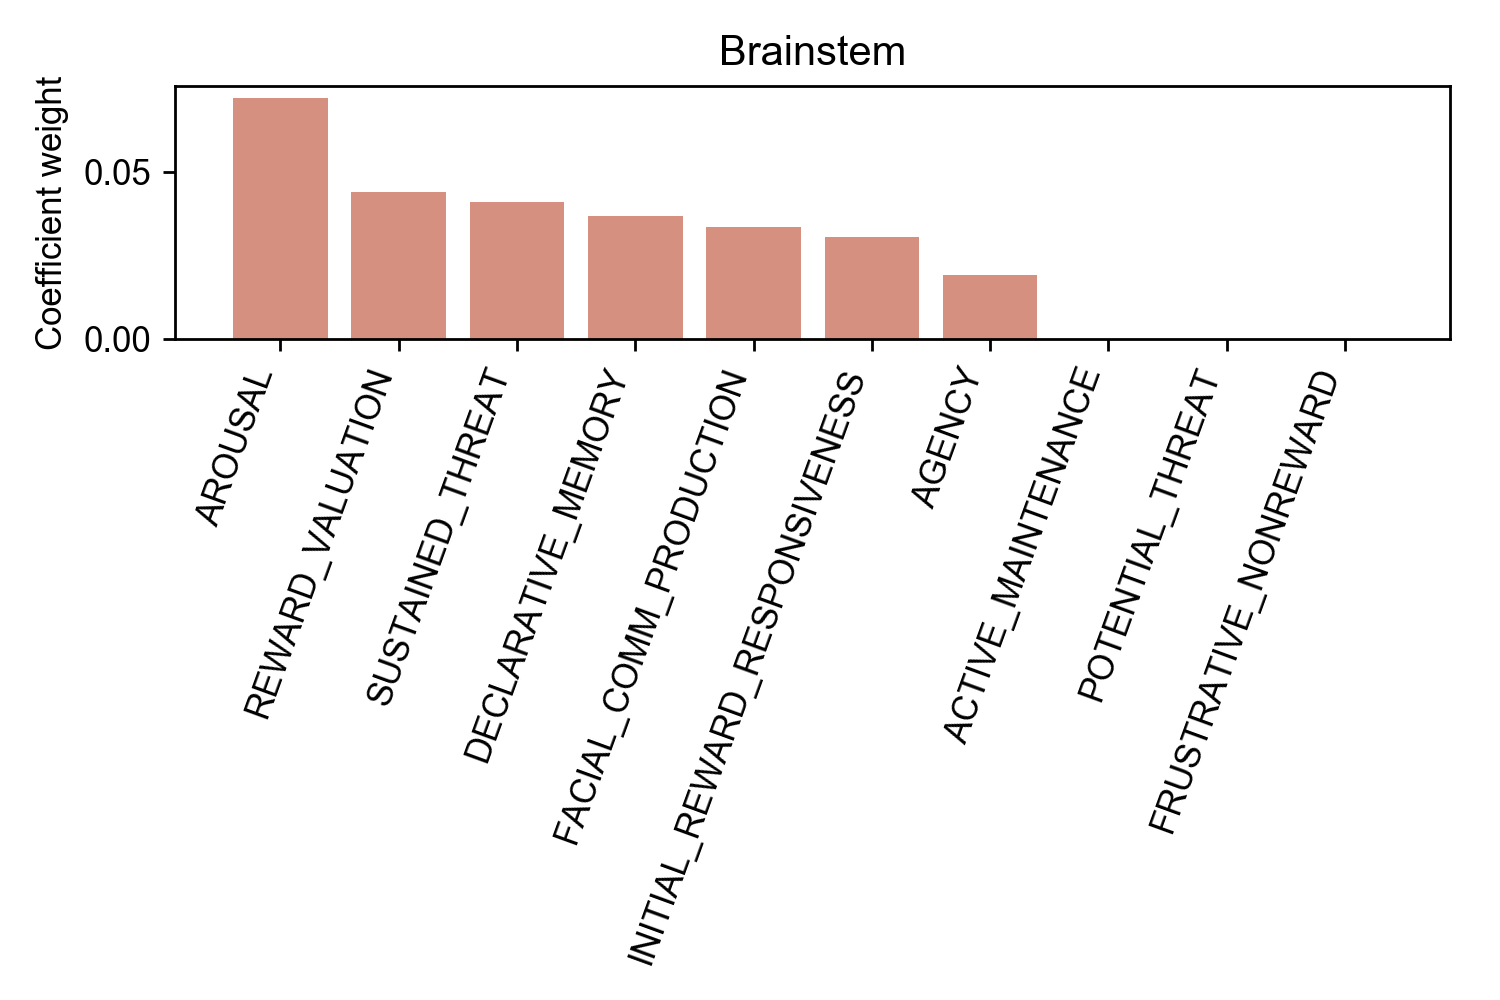 Brainstem
Coefficient weight
0.05
0.00
AROUSAL
REWARD_VALUATION
SUSTAINED_THREAT
DECLARATIVE_MEMORY
FACIAL_COMM_PRODUCTION
INITIAL_REWARD_RESPONSIVENESS
AGENCY
ACTIVE_MAINTENANCE
POTENTIAL_THREAT
FRUSTRATIVE_NONREWARD